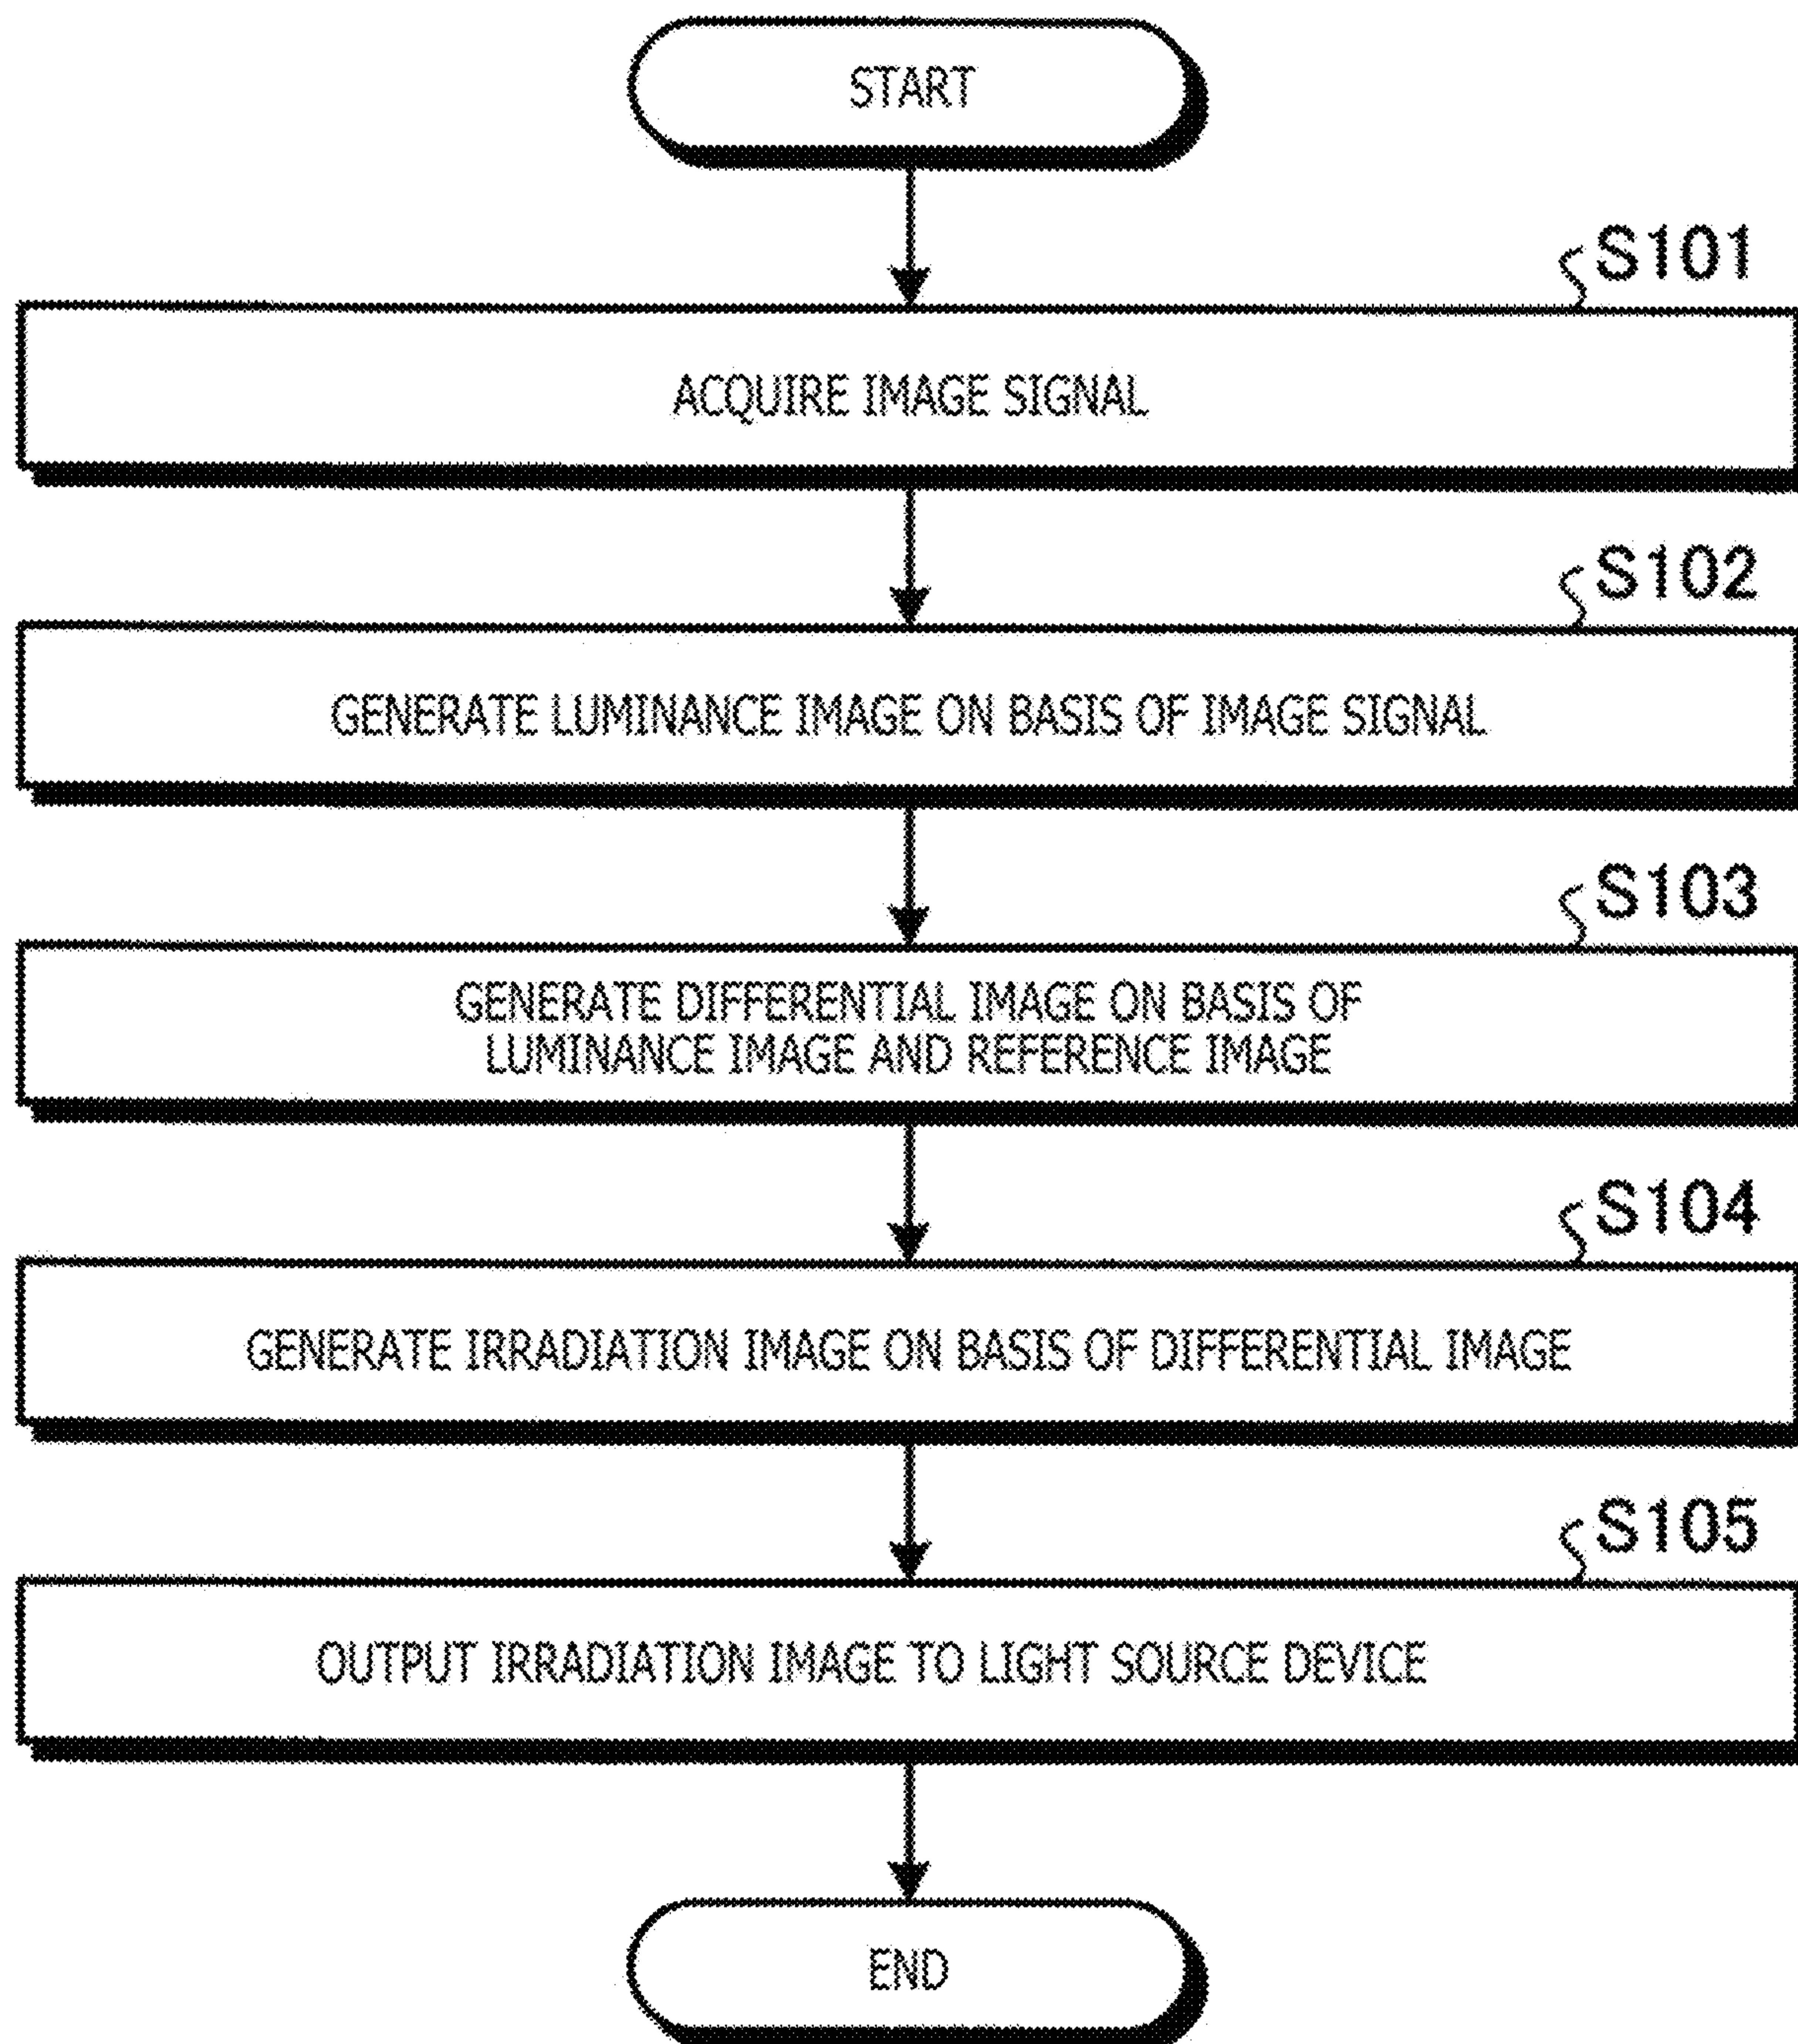 START
S101
ACQUIRE IMAGE SIGNAL
S102
GENERATE LUMINANCE IMAGE ON BASIS OF IMAGE SIGNAL
S103
GENERATE DIFFERENTIAL IMAGE ON BASIS OF
LUMINANCE IMAGE AND REFERENCE IMAGE
S104
GENERATE IRRADIATION IMAGE ON BASIS OF DIFFERENTIAL IMAGE
S105
OUTPUT IRRADIATION IMAGE TO LIGHT SOURCE DEVICE
END